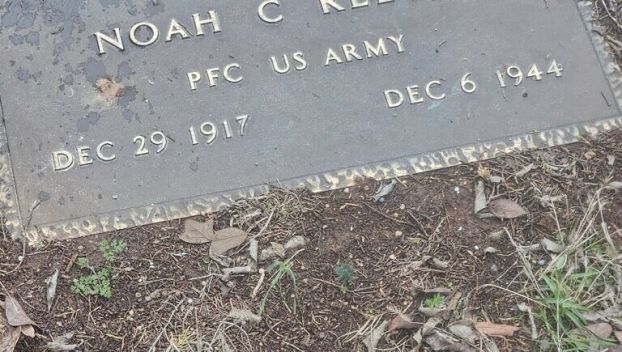 NOAH C
PFC US ARMY
DEC 29 1917 DEC 6 1944